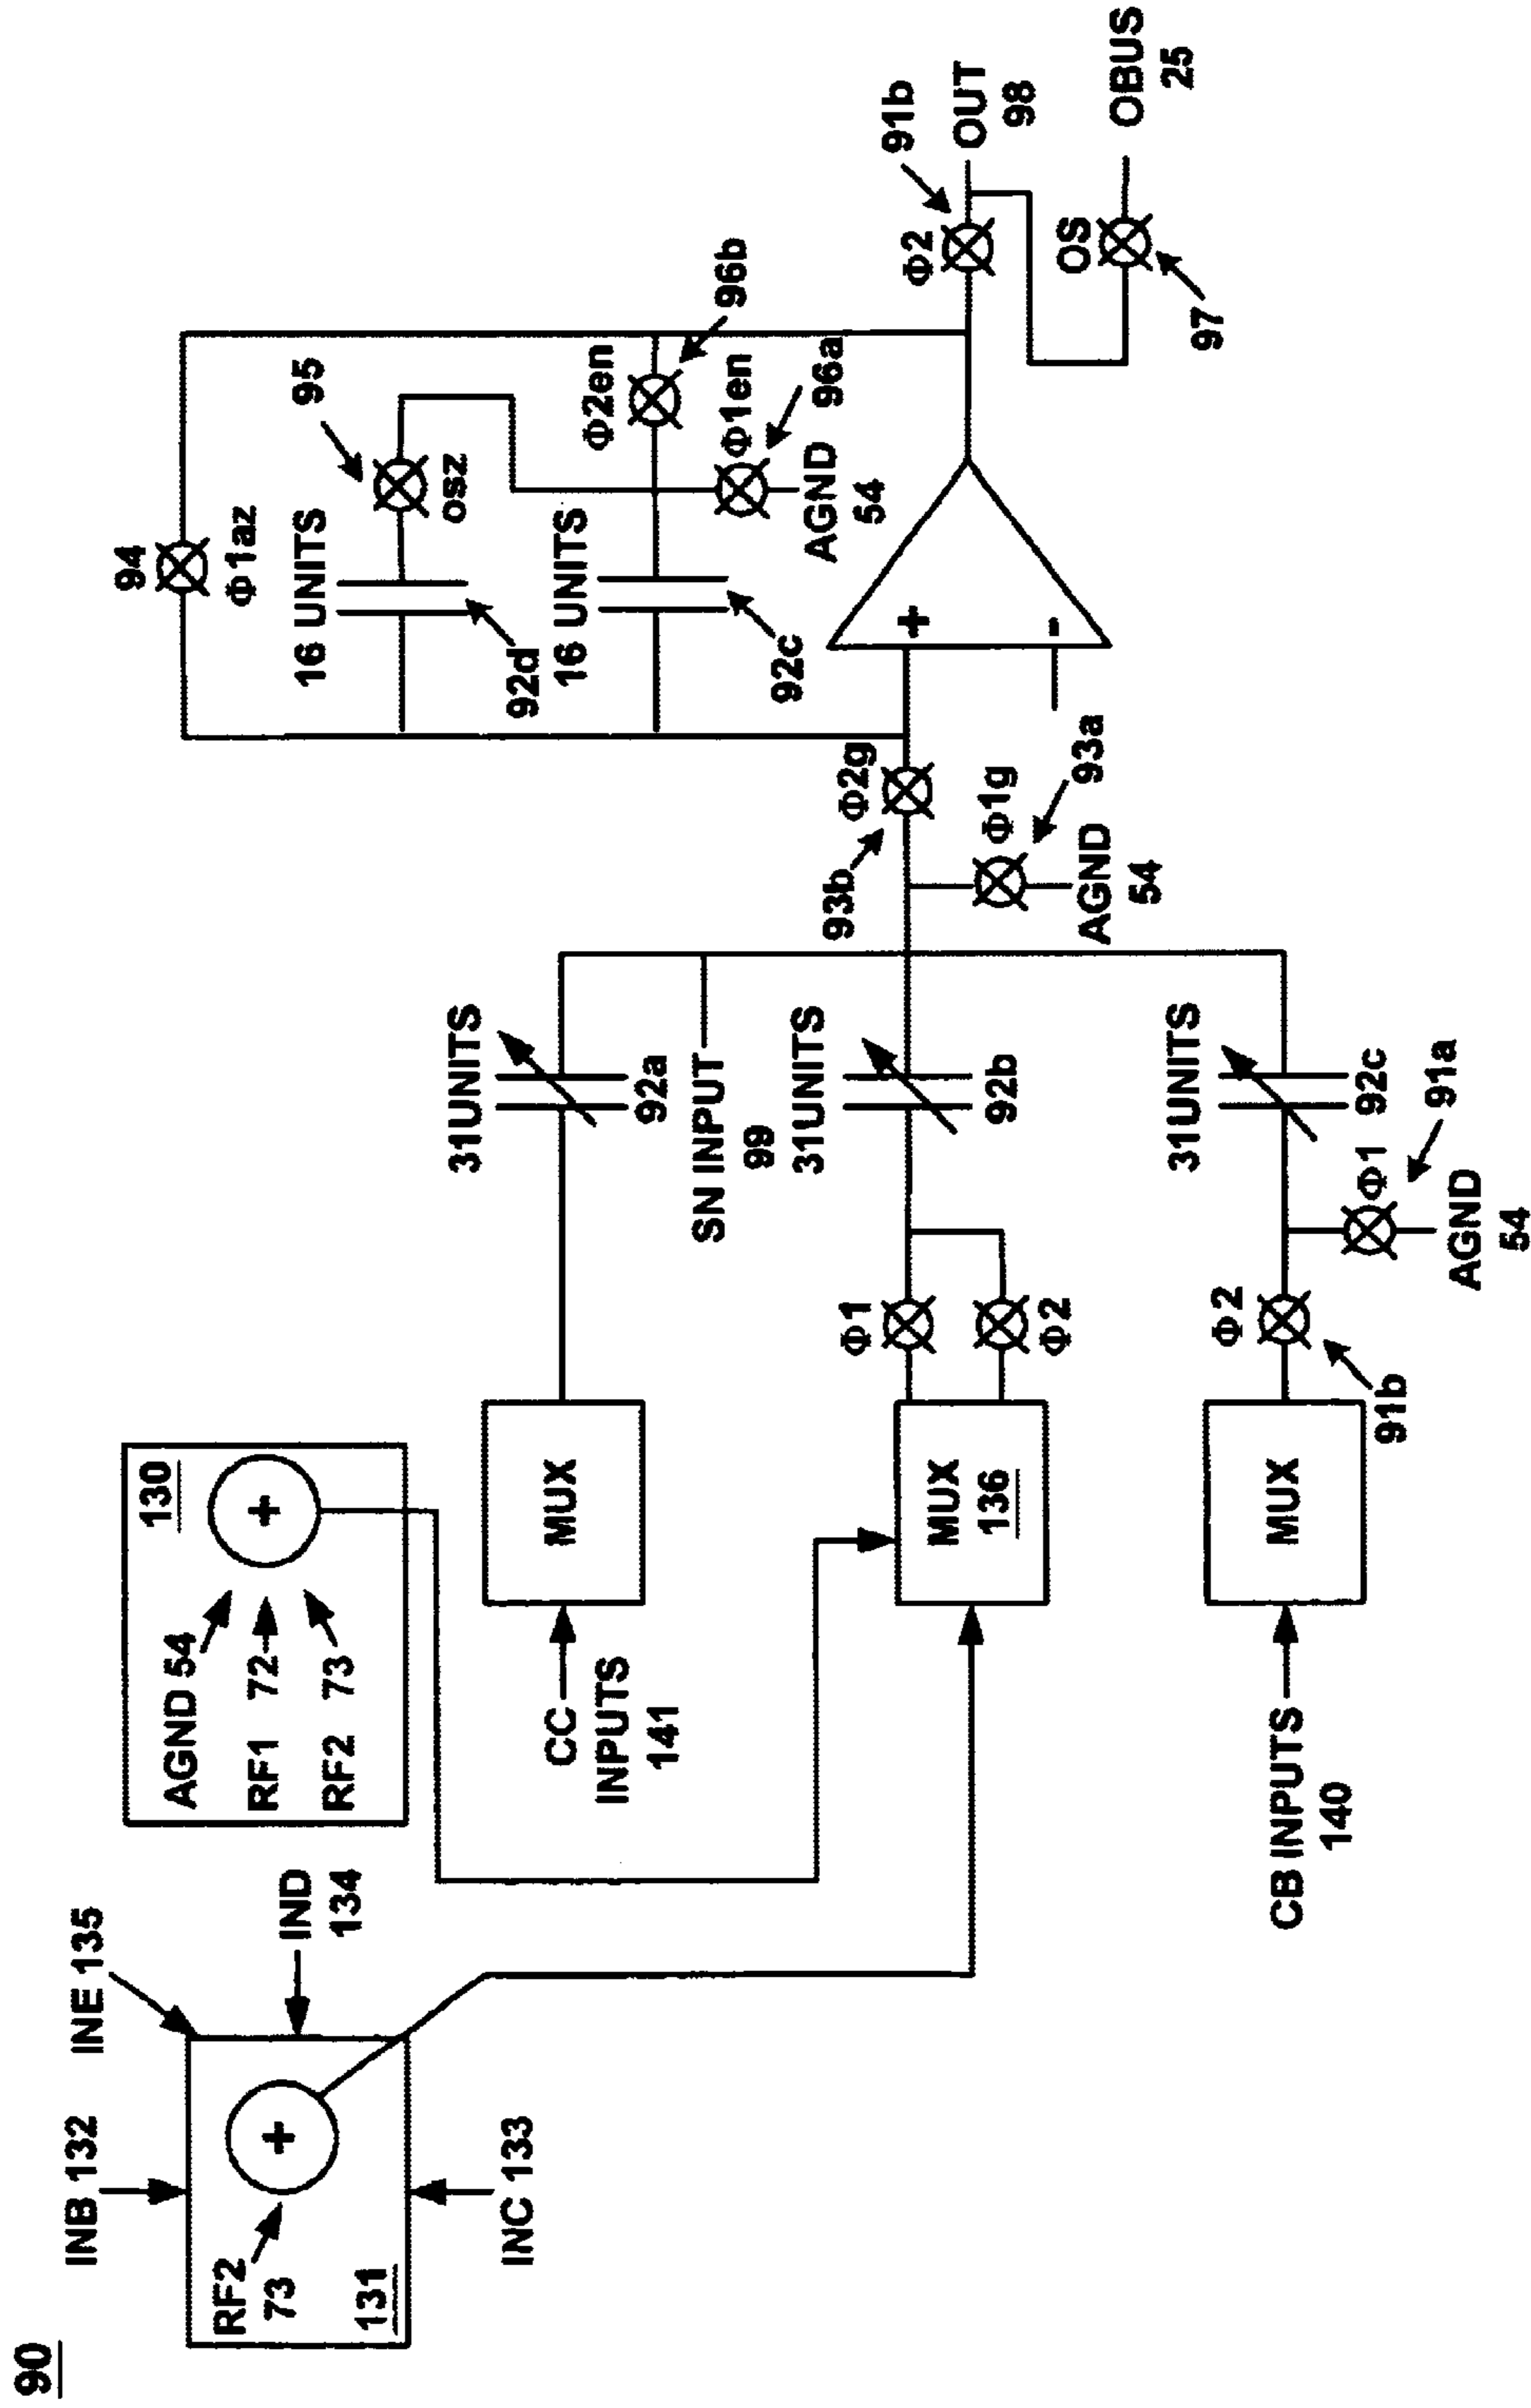 90
INB 132
INE 135
IND
134
RF2
73
+
131
INC 133
130
+
AGND 54
RF1 72
RF2 73
CC
INPUTS
141
MUX
MUX
136
CB INPUTS
140
MUX
Φ1
Φ2
Φ2
91b
Φ1
91a
AGND
54
31UNITS
92a
SN INPUT
99
31UNITS
92b
31UNITS
92c
93b
Φ2g
Φ1g
93a
AGND
54
94
Φ1az
16 UNITS
92d
95
osz
16 UNITS
92c
Φ2en
96b
Φ1en
96a
AGND
54
+
-
Φ2
91b
OUT
98
OS
97
OBUS
25